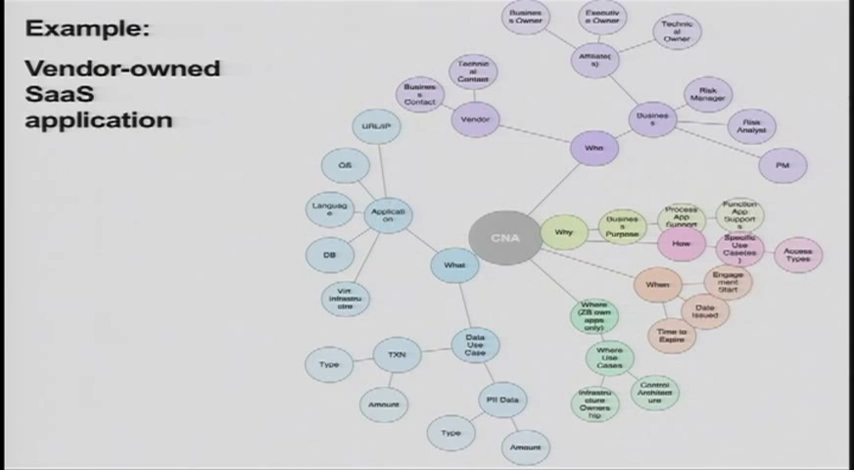 Example:
Vendor-owned
SaaS
application
Busines
s Owner
Executiv
e Owner
Technic
al Owner
Affiliate(
s)
Technic
al Contact
Busines
s
Contact
Vendor
Risk
Manager
Busines
s
Risk
Analyst
Who
PM
URL/IP
OS
Languag
e
Applicati
on
DB
Virt
Infrastru
ctre
CNA
Why
Busines
s
Purpose
Process
App
Support
Function
App
Support
s
How
Specific
Use
Case(es
)
Access
Types
What
When
Engage
ment
Start
Date
Issued
Time to
Expire
Where
(ZB own
apps
only)
Where
Use
Cases
Infrastru
cture
Owners
hip
Control
Architect
ure
Data
Use
Case
TXN
Type
Amount
PII Data
Type
Amount